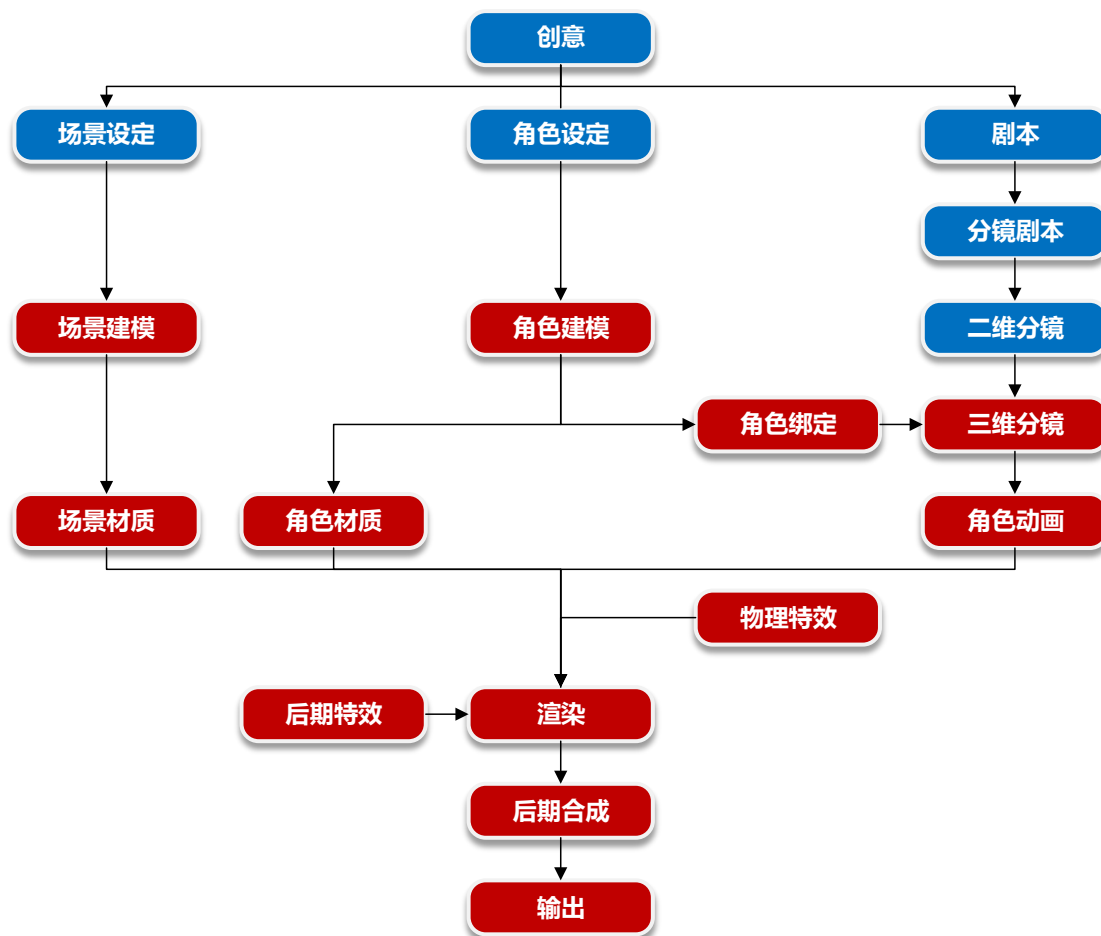 创意
场景设定
角色设定
剧本
分镜剧本
场景建模
角色建模
二维分镜
角色绑定
三维分镜
场景材质
角色材质
角色动画
物理特效
后期特效
渲染
后期合成
输出